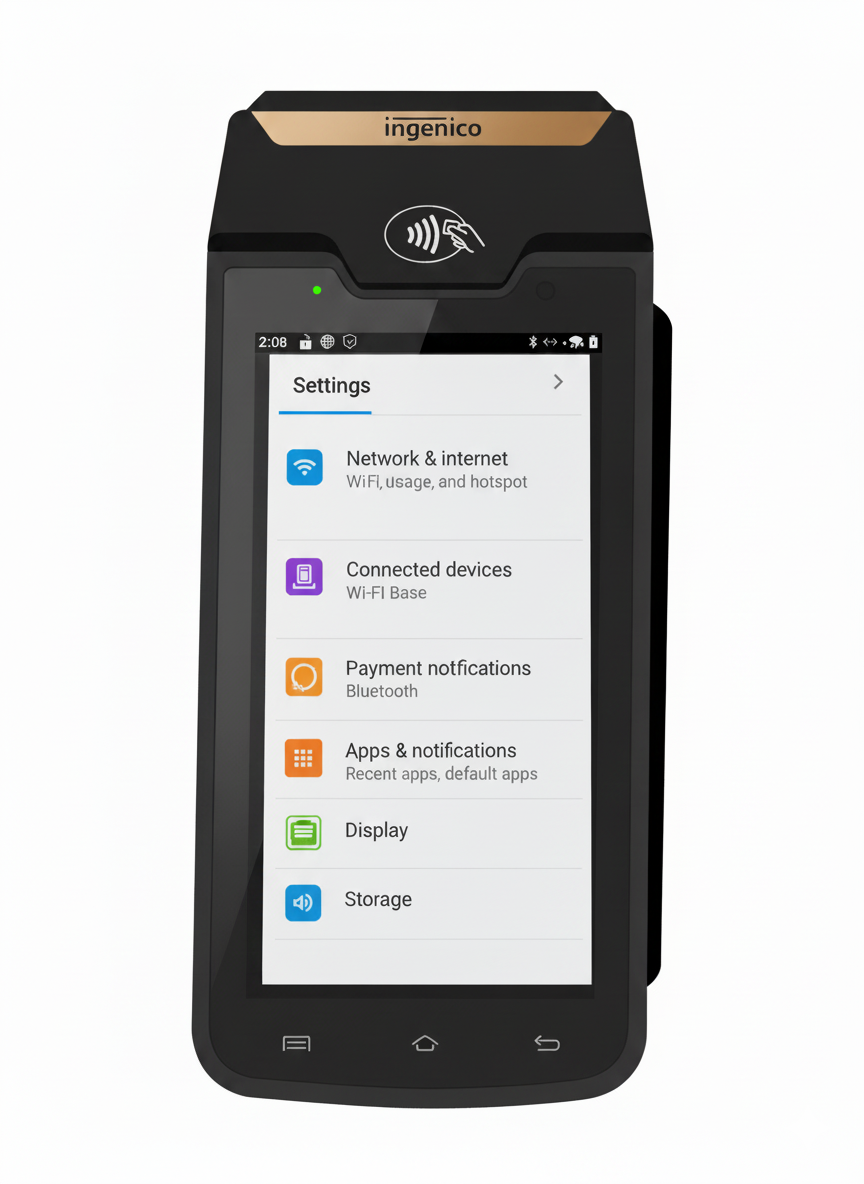 ingenico
2:08
Settings
Network & internet
WiFI, usage, and hotspot
Connected devices
Wi-FI Base
Payment notfications
Bluetooth
Apps & notifications
Recent apps, default apps
Display
Storage